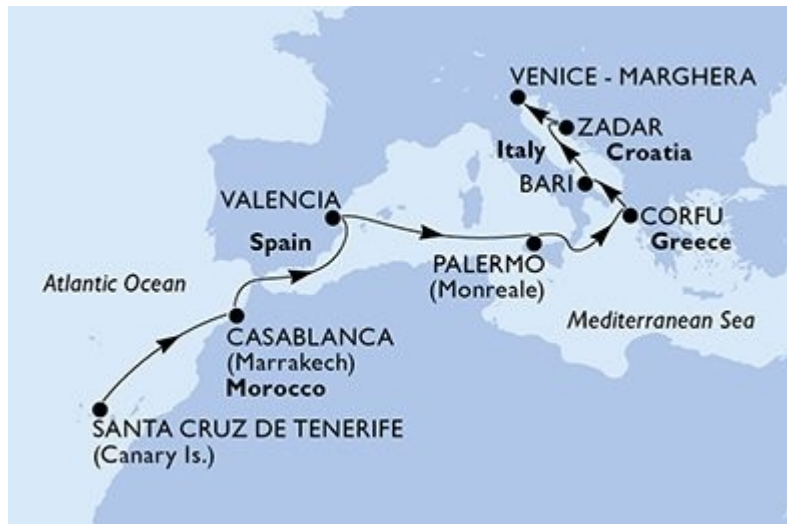 VENICE - MARGHERA
ZADAR
Italy
Croatia
BARI
VALENCIA
CORFU
Spain
Greece
PALERMO
(Monreale)
Atlantic Ocean
Mediterranean Sea
CASABLANCA
(Marrakech)
Morocco
SANTA CRUZ DE TENERIFE
(Canary Is.)